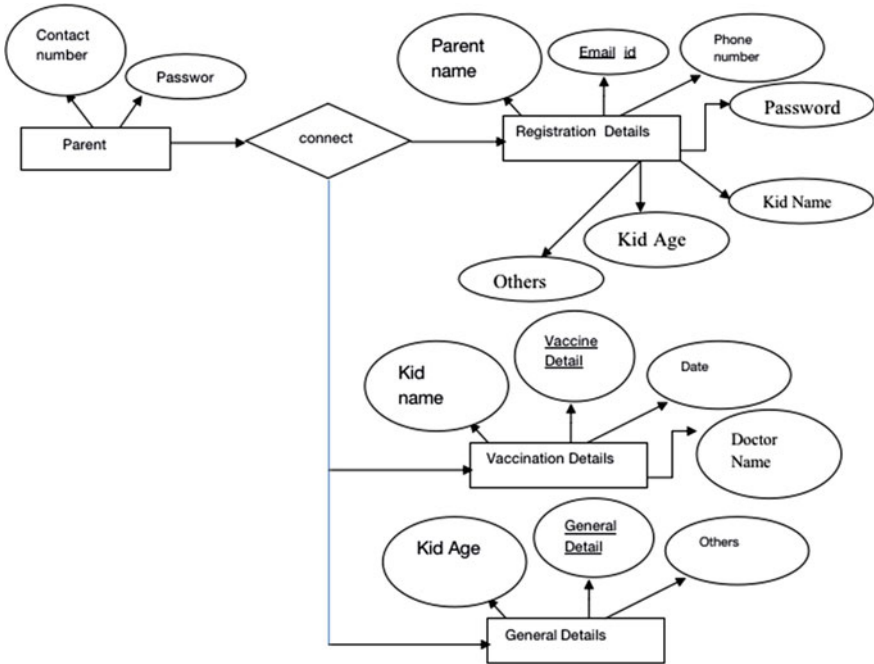 Contact
number
Passwor
Parent
connect
Parent
name
Email id
Phone
number
Registration Details
Password
Kid Name
Kid Age
Others
Kid
name
Vaccine
Detail
Date
Doctor
Name
Vaccination Details
Kid Age
General
Detail
Others
General Details